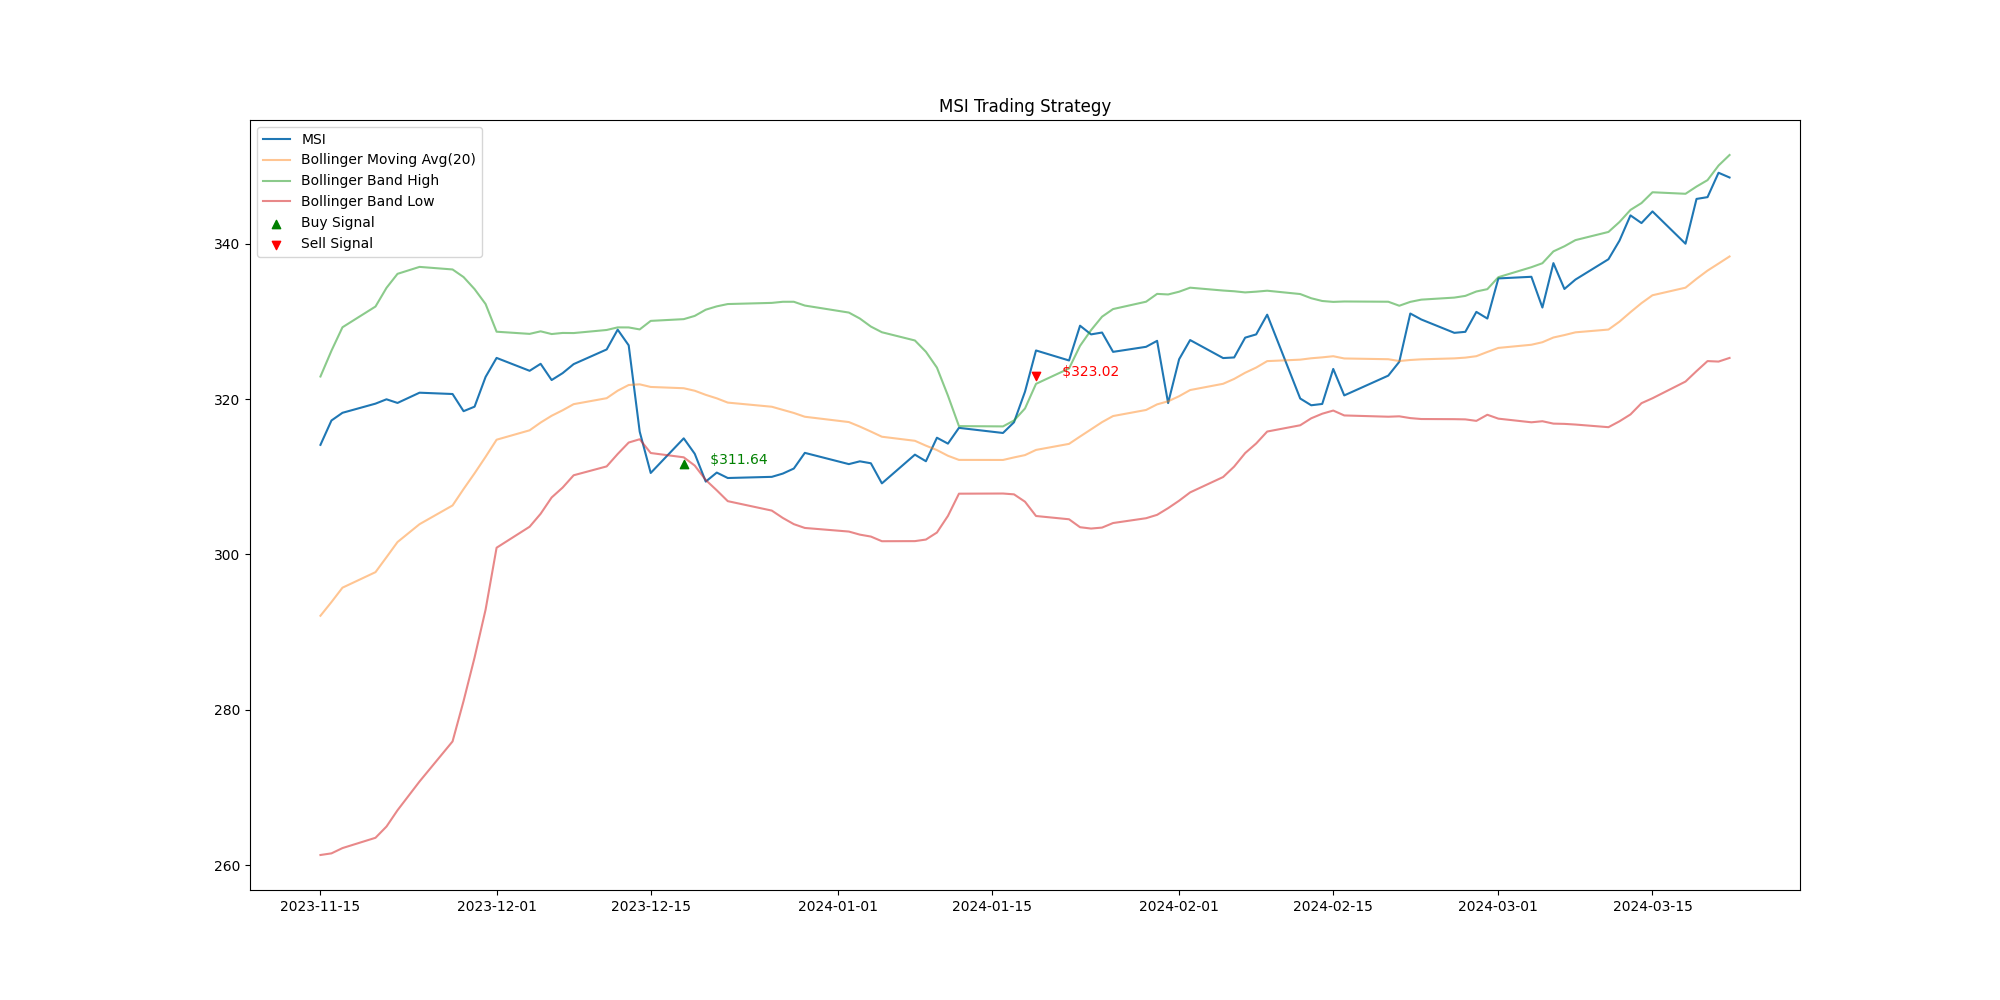 MSI Trading Strategy
MSI
Bollinger Moving Avg(20)
Bollinger Band High
Bollinger Band Low
Buy Signal
Sell Signal
340
320
300
280
260
$323.02
$311.64
2023-11-15 2023-12-01 2023-12-15 2024-01-01 2024-01-15 2024-02-01 2024-02-15 2024-03-01 2024-03-15